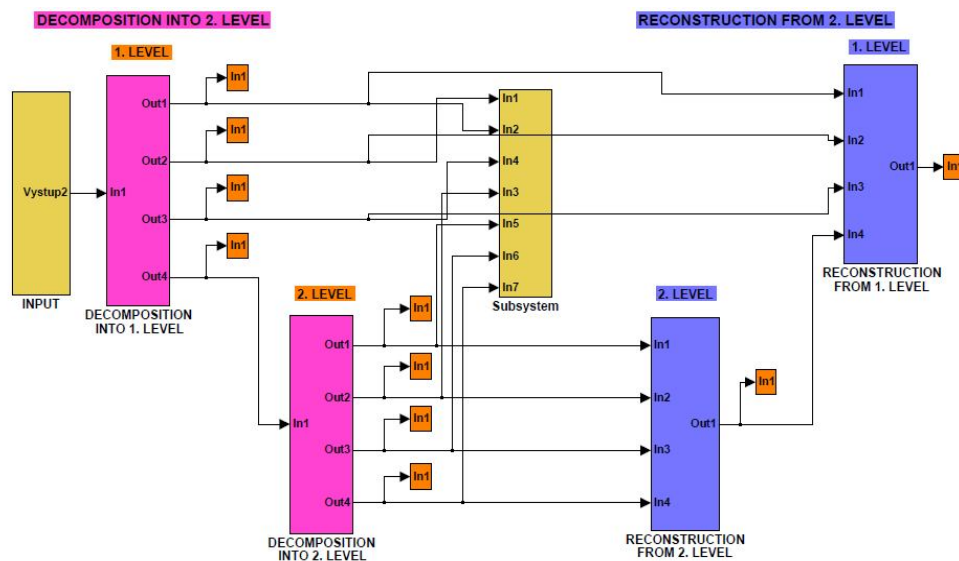 DECOMPOSITION INTO 2. LEVEL
RECONSTRUCTION FROM 2. LEVEL
1. LEVEL
1. LEVEL
In1
Out1
In1
In1
In1
In2
Out2
In1
In2
In4
Out1
In1
Vystup2
In1
In1
In3
In3
Out3
In5
In1
In4
In6
Out4
In7
RECONSTRUCTION
FROM 1. LEVEL
INPUT
DECOMPOSITION
INTO 1. LEVEL
2. LEVEL
Subsystem
2. LEVEL
In1
Out1
In1
In1
In1
Out2
In2
In1
In1
Out1
Out3
In3
In1
Out4
In4
DECOMPOSITION
INTO 2. LEVEL
RECONSTRUCTION
FROM 2. LEVEL